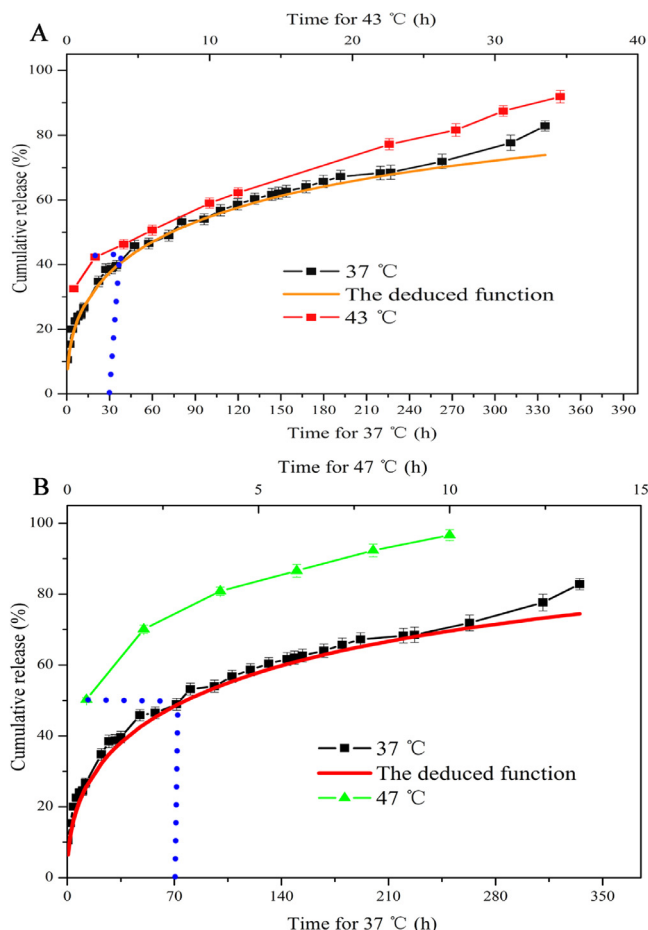 A
Time for 43 ℃ (h)
0 10 20 30 40
Cumulative release (%)
100
80
60
40
20
0
37 ℃
The deduced function
43 ℃
0 30 60 90 120 150 180 210 240 270 300 330 360 390
Time for 37 ℃ (h)
B
Time for 47 ℃ (h)
0 5 10 15
Cumulative release (%)
100
80
60
40
20
0
37 ℃
The deduced function
47 ℃
0 70 140 210 280 350
Time for 37 ℃ (h)